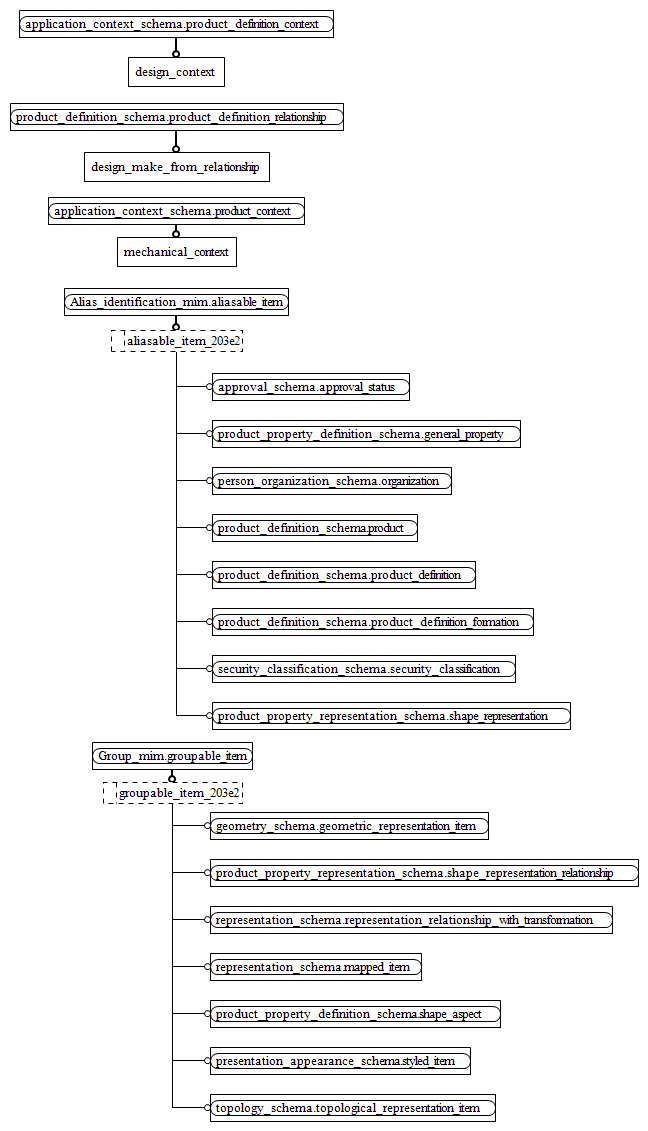 application_context_schema.product_definition_context
design_context
product_definition_schema.product_definition_relationship
design_make_from_relationship
application_context_schema.product_context
mechanical_context
Alias_identification_mim.aliasable_item
aliasable_item_203e2
approval_schema.approval_status
product_property_definition_schema.general_property
person_organization_schema.organization
product_definition_schema.product
product_definition_schema.product_definition
product_definition_schema.product_definition_formation
security_classification_schema.security_classification
product_property_representation_schema.shape_representation
Group_mim.groupable_item
groupable_item_203e2
geometry_schema.geometric_representation_item
product_property_representation_schema.shape_representation_relationship
representation_schema.representation_relationship_with_transformation
representation_schema.mapped_item
product_property_definition_schema.shape_aspect
presentation_appearance_schema.styled_item
topology_schema.topological_representation_item